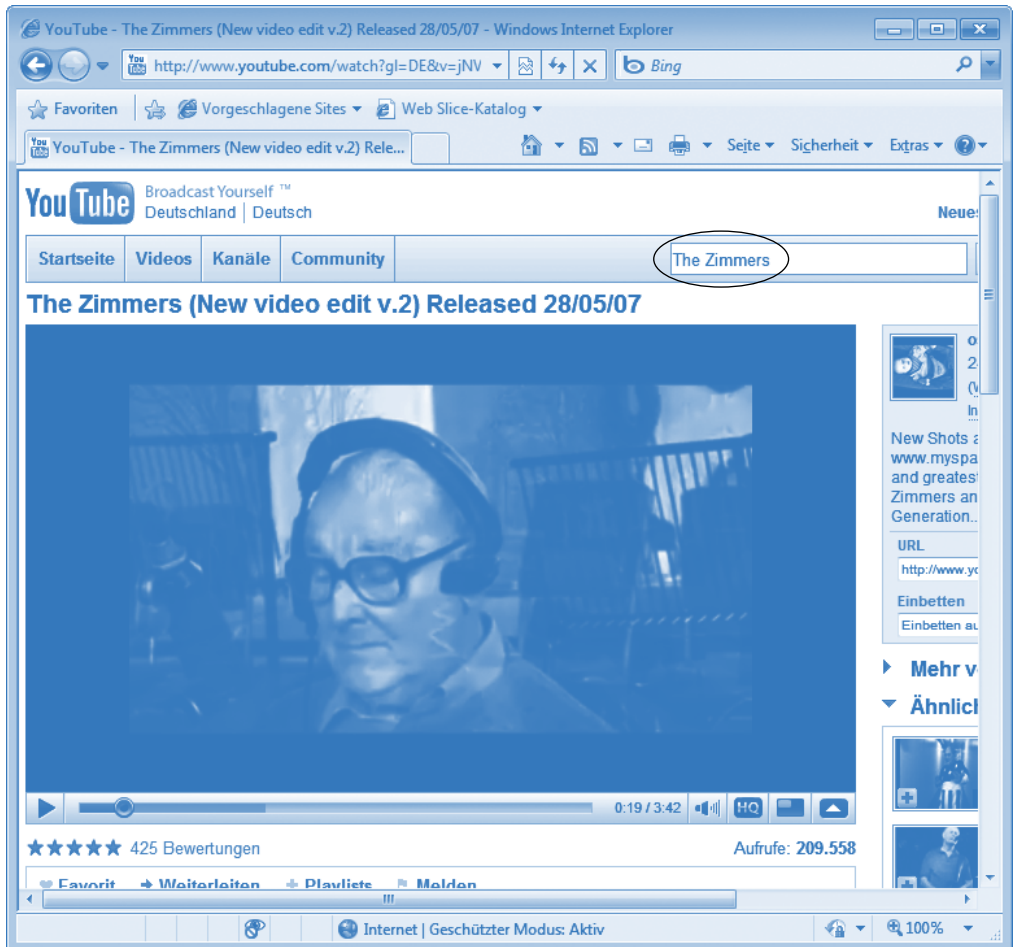 YouTube - The Zimmers (New video edit v.2) Released 28/05/07 - Windows Internet Explorer
http://www.youtube.com/watch?gl=DE&v=jNV
Bing
Favoriten
Vorgeschlagene Sites
Web Slice-Katalog
YouTube - The Zimmers (New video edit v.2) Rele...
Seite
Sicherheit
Extras
YouTube
Broadcast Yourself ™
Deutschland | Deutsch
Neues
Startseite
Videos
Kanäle
Community
The Zimmers
The Zimmers (New video edit v.2) Released 28/05/07
New Shots a
www.myspa
and greatest
Zimmers an
Generation..
URL
http://www.yo
Einbetten
Einbetten au
Mehr v
Ähnlich
0:19 / 3:42
HQ
425 Bewertungen
Aufrufe: 209.558
Favorit
Weiterleiten
Playlists
Melden
Internet | Geschützter Modus: Aktiv
100%